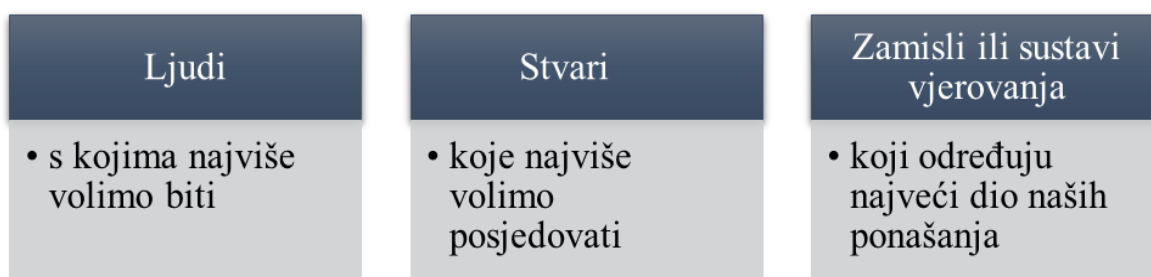 Ljudi
• s kojima najviše
volimo biti
Stvari
• koje najviše
volimo
posjedovati
Zamisli ili sustavi
vjerovanja
• koji određuju
najveći dio naših
ponašanja